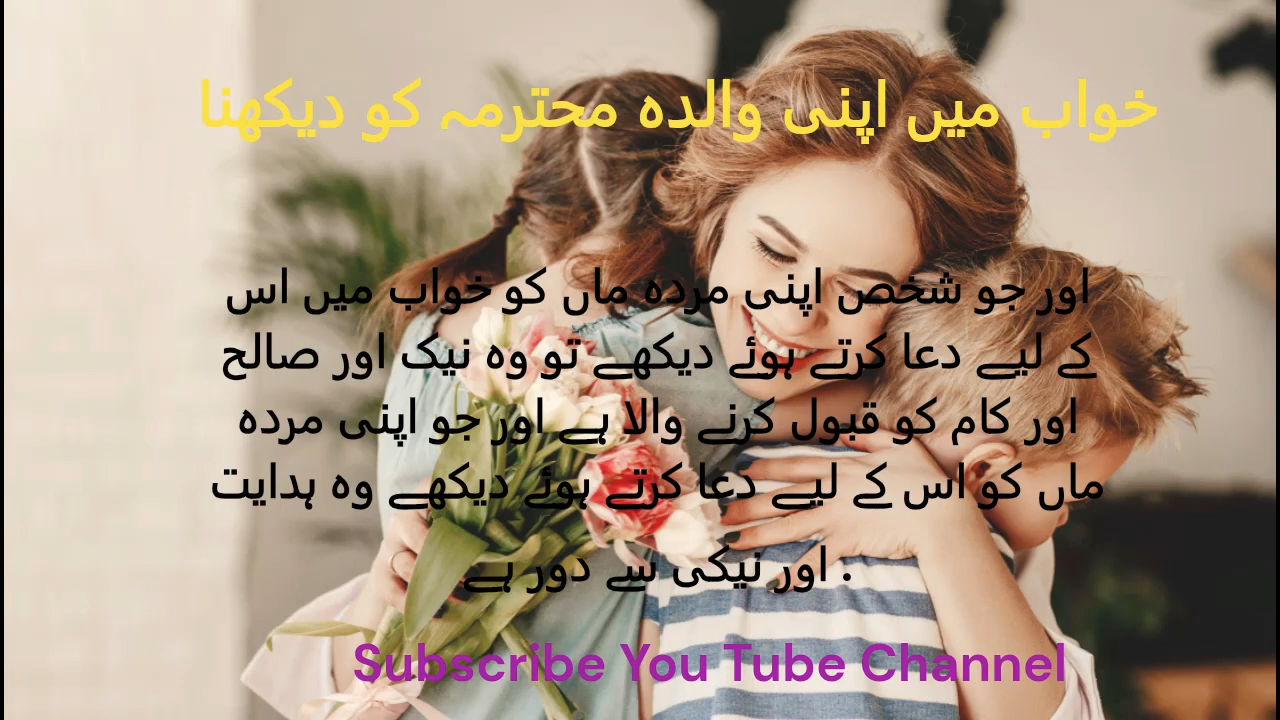 خواب میں اپنی والدہ محترمہ کو دیکھنا
اور جو شخص اپنی مردہ ماں کو خواب میں اس
کے لیے دعا کرتے ہوئے دیکھے تو وہ نیک اور صالح
اور کام کو قبول کرنے والا ہے اور جو اپنی مردہ
ماں کو اس کے لیے دعا کرتے ہوئے دیکھے وہ ہدایت
. اور نیکی سے دور ہے
Subscribe You Tube Channel